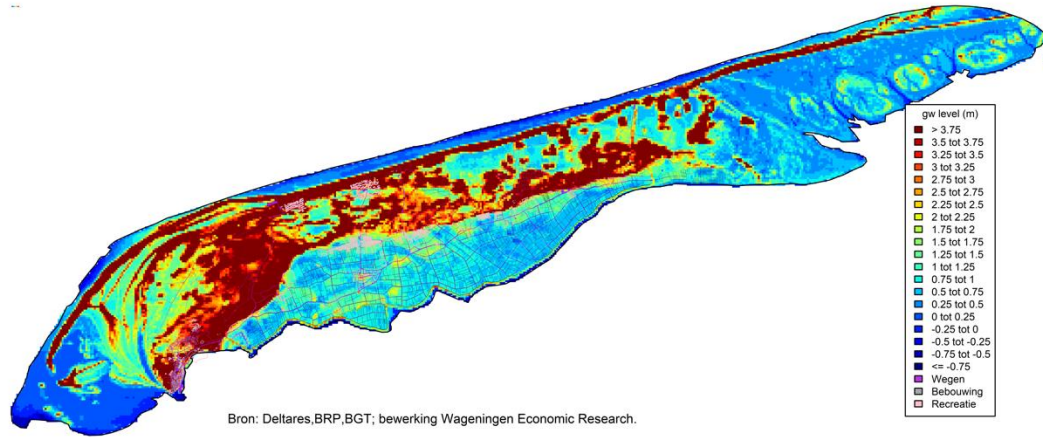 gw level (m)
> 3.75
3.5 tot 3.75
3.25 tot 3.5
3 tot 3.25
2.75 tot 3
2.5 tot 2.75
2.25 tot 2.5
2 tot 2.25
1.75 tot 2
1.5 tot 1.75
1.25 tot 1.5
1 tot 1.25
0.75 tot 1
0.5 tot 0.75
0.25 tot 0.5
0 tot 0.25
-0.25 tot 0
-0.5 tot -0.25
-0.75 tot -0.5
<= -0.75
Wegen
Bebouwing
Recreatie
Bron: Deltares,BRP,BGT; bewerking Wageningen Economic Research.